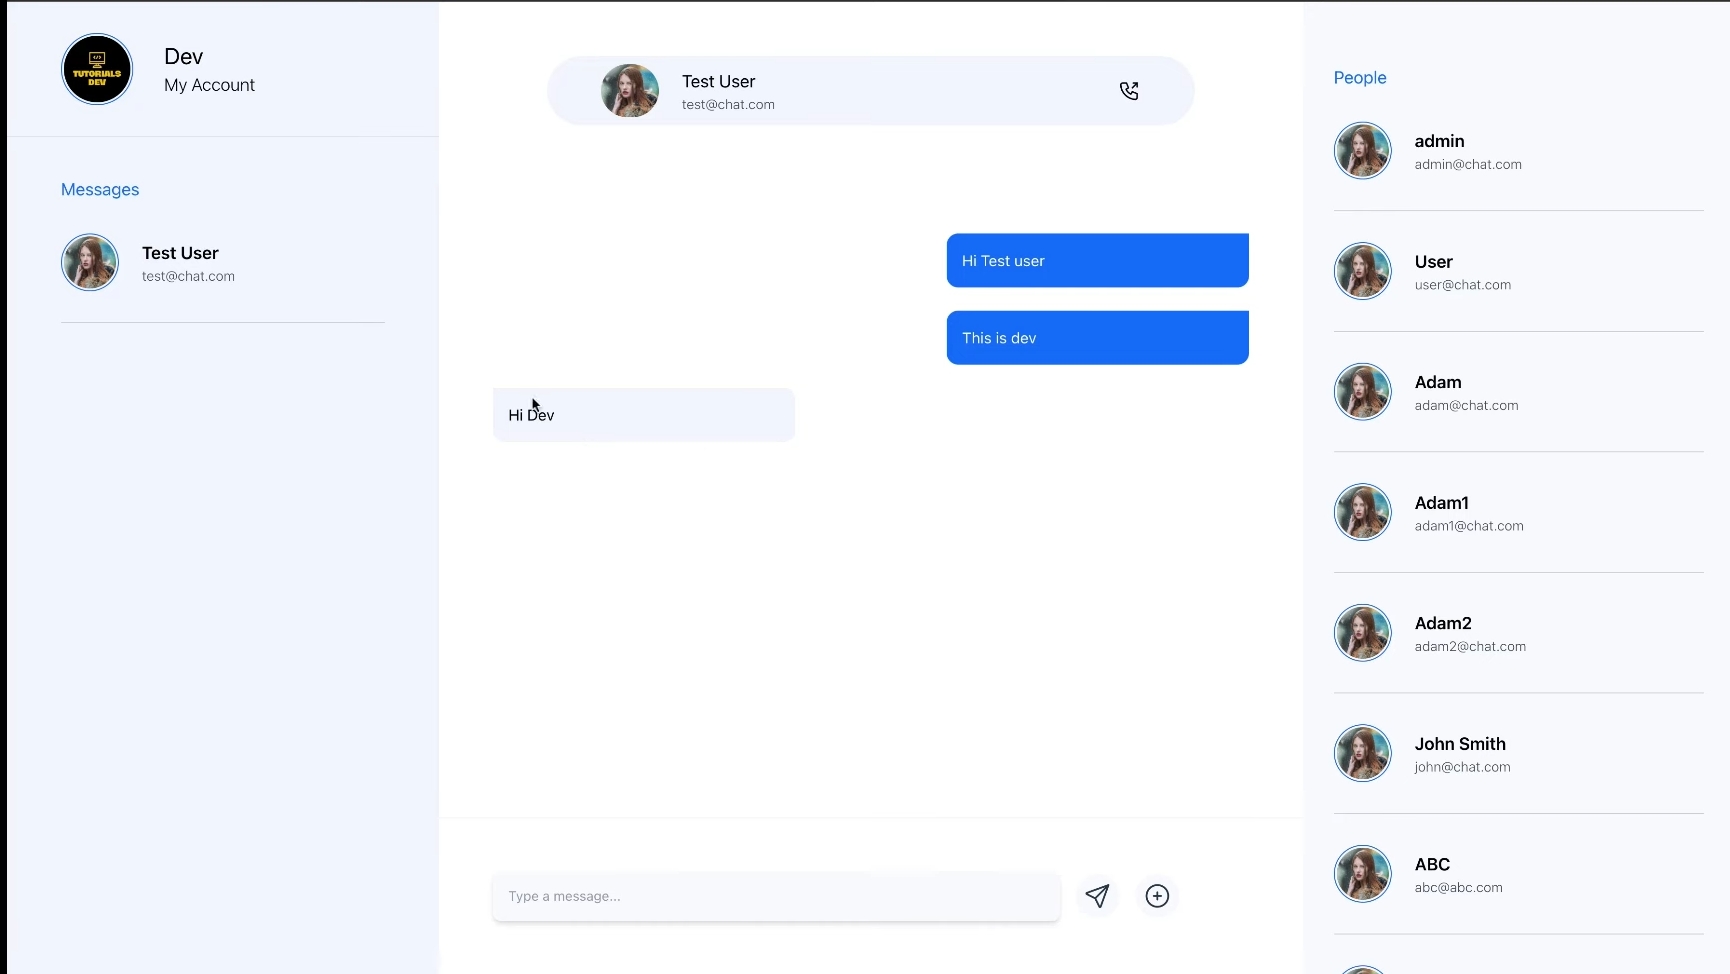 TUTORIALS
DEV
Dev
My Account
Messages
Test User
test@chat.com
Test User
test@chat.com
Hi Test user
This is dev
Hi Dev
Type a message...
People
admin
admin@chat.com
User
user@chat.com
Adam
adam@chat.com
Adam1
adam1@chat.com
Adam2
adam2@chat.com
John Smith
john@chat.com
ABC
abc@abc.com